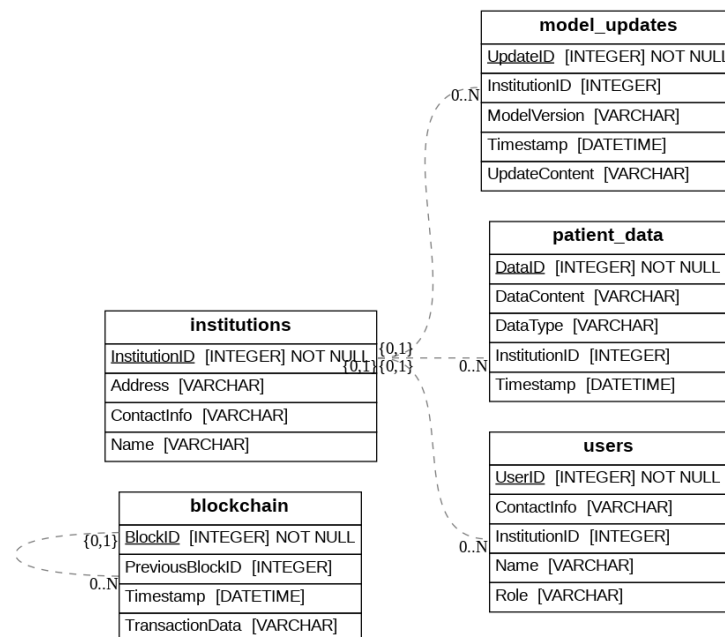 model_updates
UpdateID [INTEGER] NOT NULL
InstitutionID [INTEGER]
ModelVersion [VARCHAR]
Timestamp [DATETIME]
UpdateContent [VARCHAR]
0..N
patient_data
DataID [INTEGER] NOT NULL
DataContent [VARCHAR]
DataType [VARCHAR]
InstitutionID [INTEGER]
Timestamp [DATETIME]
0..N
institutions
InstitutionID [INTEGER] NOT NULL
Address [VARCHAR]
ContactInfo [VARCHAR]
Name [VARCHAR]
{0,1}
{0,1}{0,1}
users
UserID [INTEGER] NOT NULL
ContactInfo [VARCHAR]
InstitutionID [INTEGER]
Name [VARCHAR]
Role [VARCHAR]
0..N
blockchain
BlockID [INTEGER] NOT NULL
PreviousBlockID [INTEGER]
Timestamp [DATETIME]
TransactionData [VARCHAR]
{0,1}
0..N